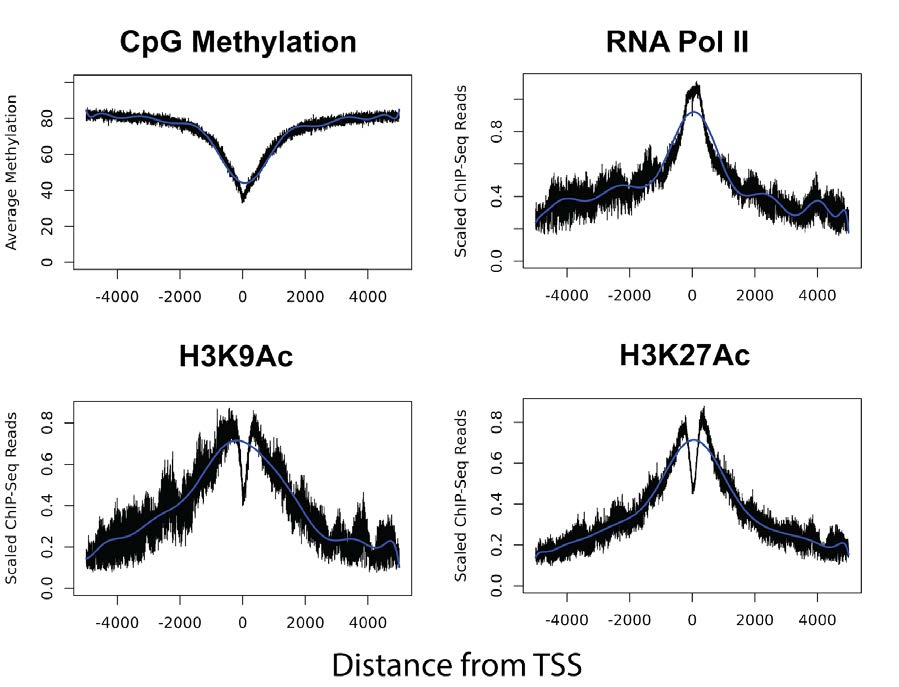 CpG Methylation
Average Methylation
80
60
40
20
0
-4000 -2000 0 2000 4000
RNA Pol II
Scaled ChIP-Seq Reads
0.8
0.4
0.0
-4000 -2000 0 2000 4000
H3K9Ac
Scaled ChIP-Seq Reads
0.8
0.6
0.4
0.2
0.0
-4000 -2000 0 2000 4000
H3K27Ac
Scaled ChIP-Seq Reads
0.8
0.6
0.4
0.2
0.0
-4000 -2000 0 2000 4000
Distance from TSS